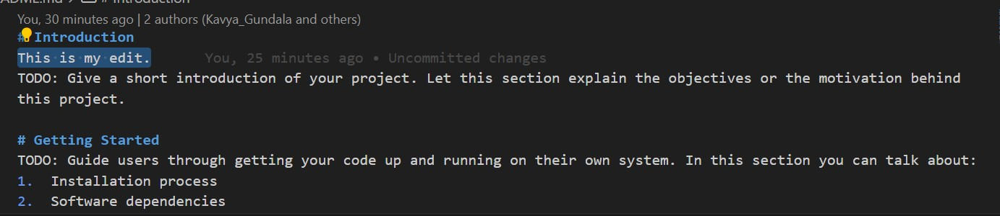 ADME.md > # Introduction
You, 30 minutes ago | 2 authors (Kavya_Gundala and others)
# Introduction
This is my edit. You, 25 minutes ago • Uncommitted changes
TODO: Give a short introduction of your project. Let this section explain the objectives or the motivation behind
this project.
# Getting Started
TODO: Guide users through getting your code up and running on their own system. In this section you can talk about:
1. Installation process
2. Software dependencies